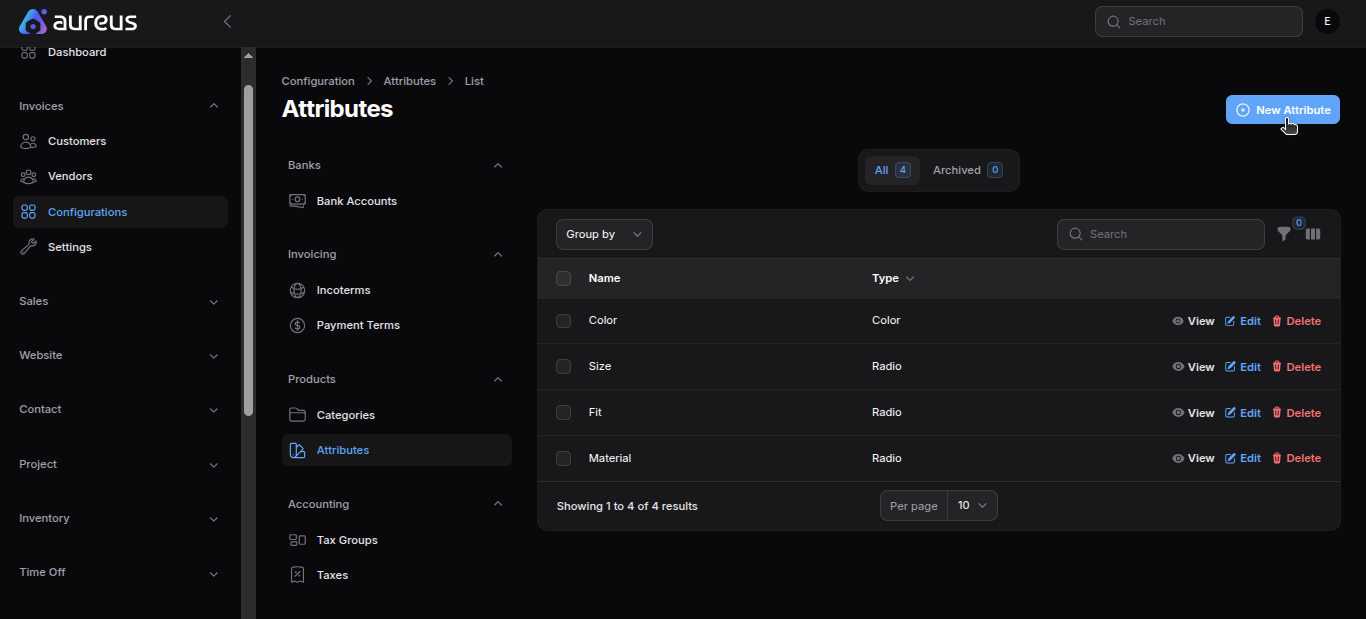 aureus
Search
E
Dashboard
Invoices
Customers
Vendors
Configurations
Settings
Sales
Website
Contact
Project
Inventory
Time Off
Configuration > Attributes > List
Attributes
New Attribute
Banks
Bank Accounts
Invoicing
Incoterms
Payment Terms
Products
Categories
Attributes
Accounting
Tax Groups
Taxes
All 4 Archived 0
Group by Search 0
Name Type
Color Color View Edit Delete
Size Radio View Edit Delete
Fit Radio View Edit Delete
Material Radio View Edit Delete
Showing 1 to 4 of 4 results Per page 10